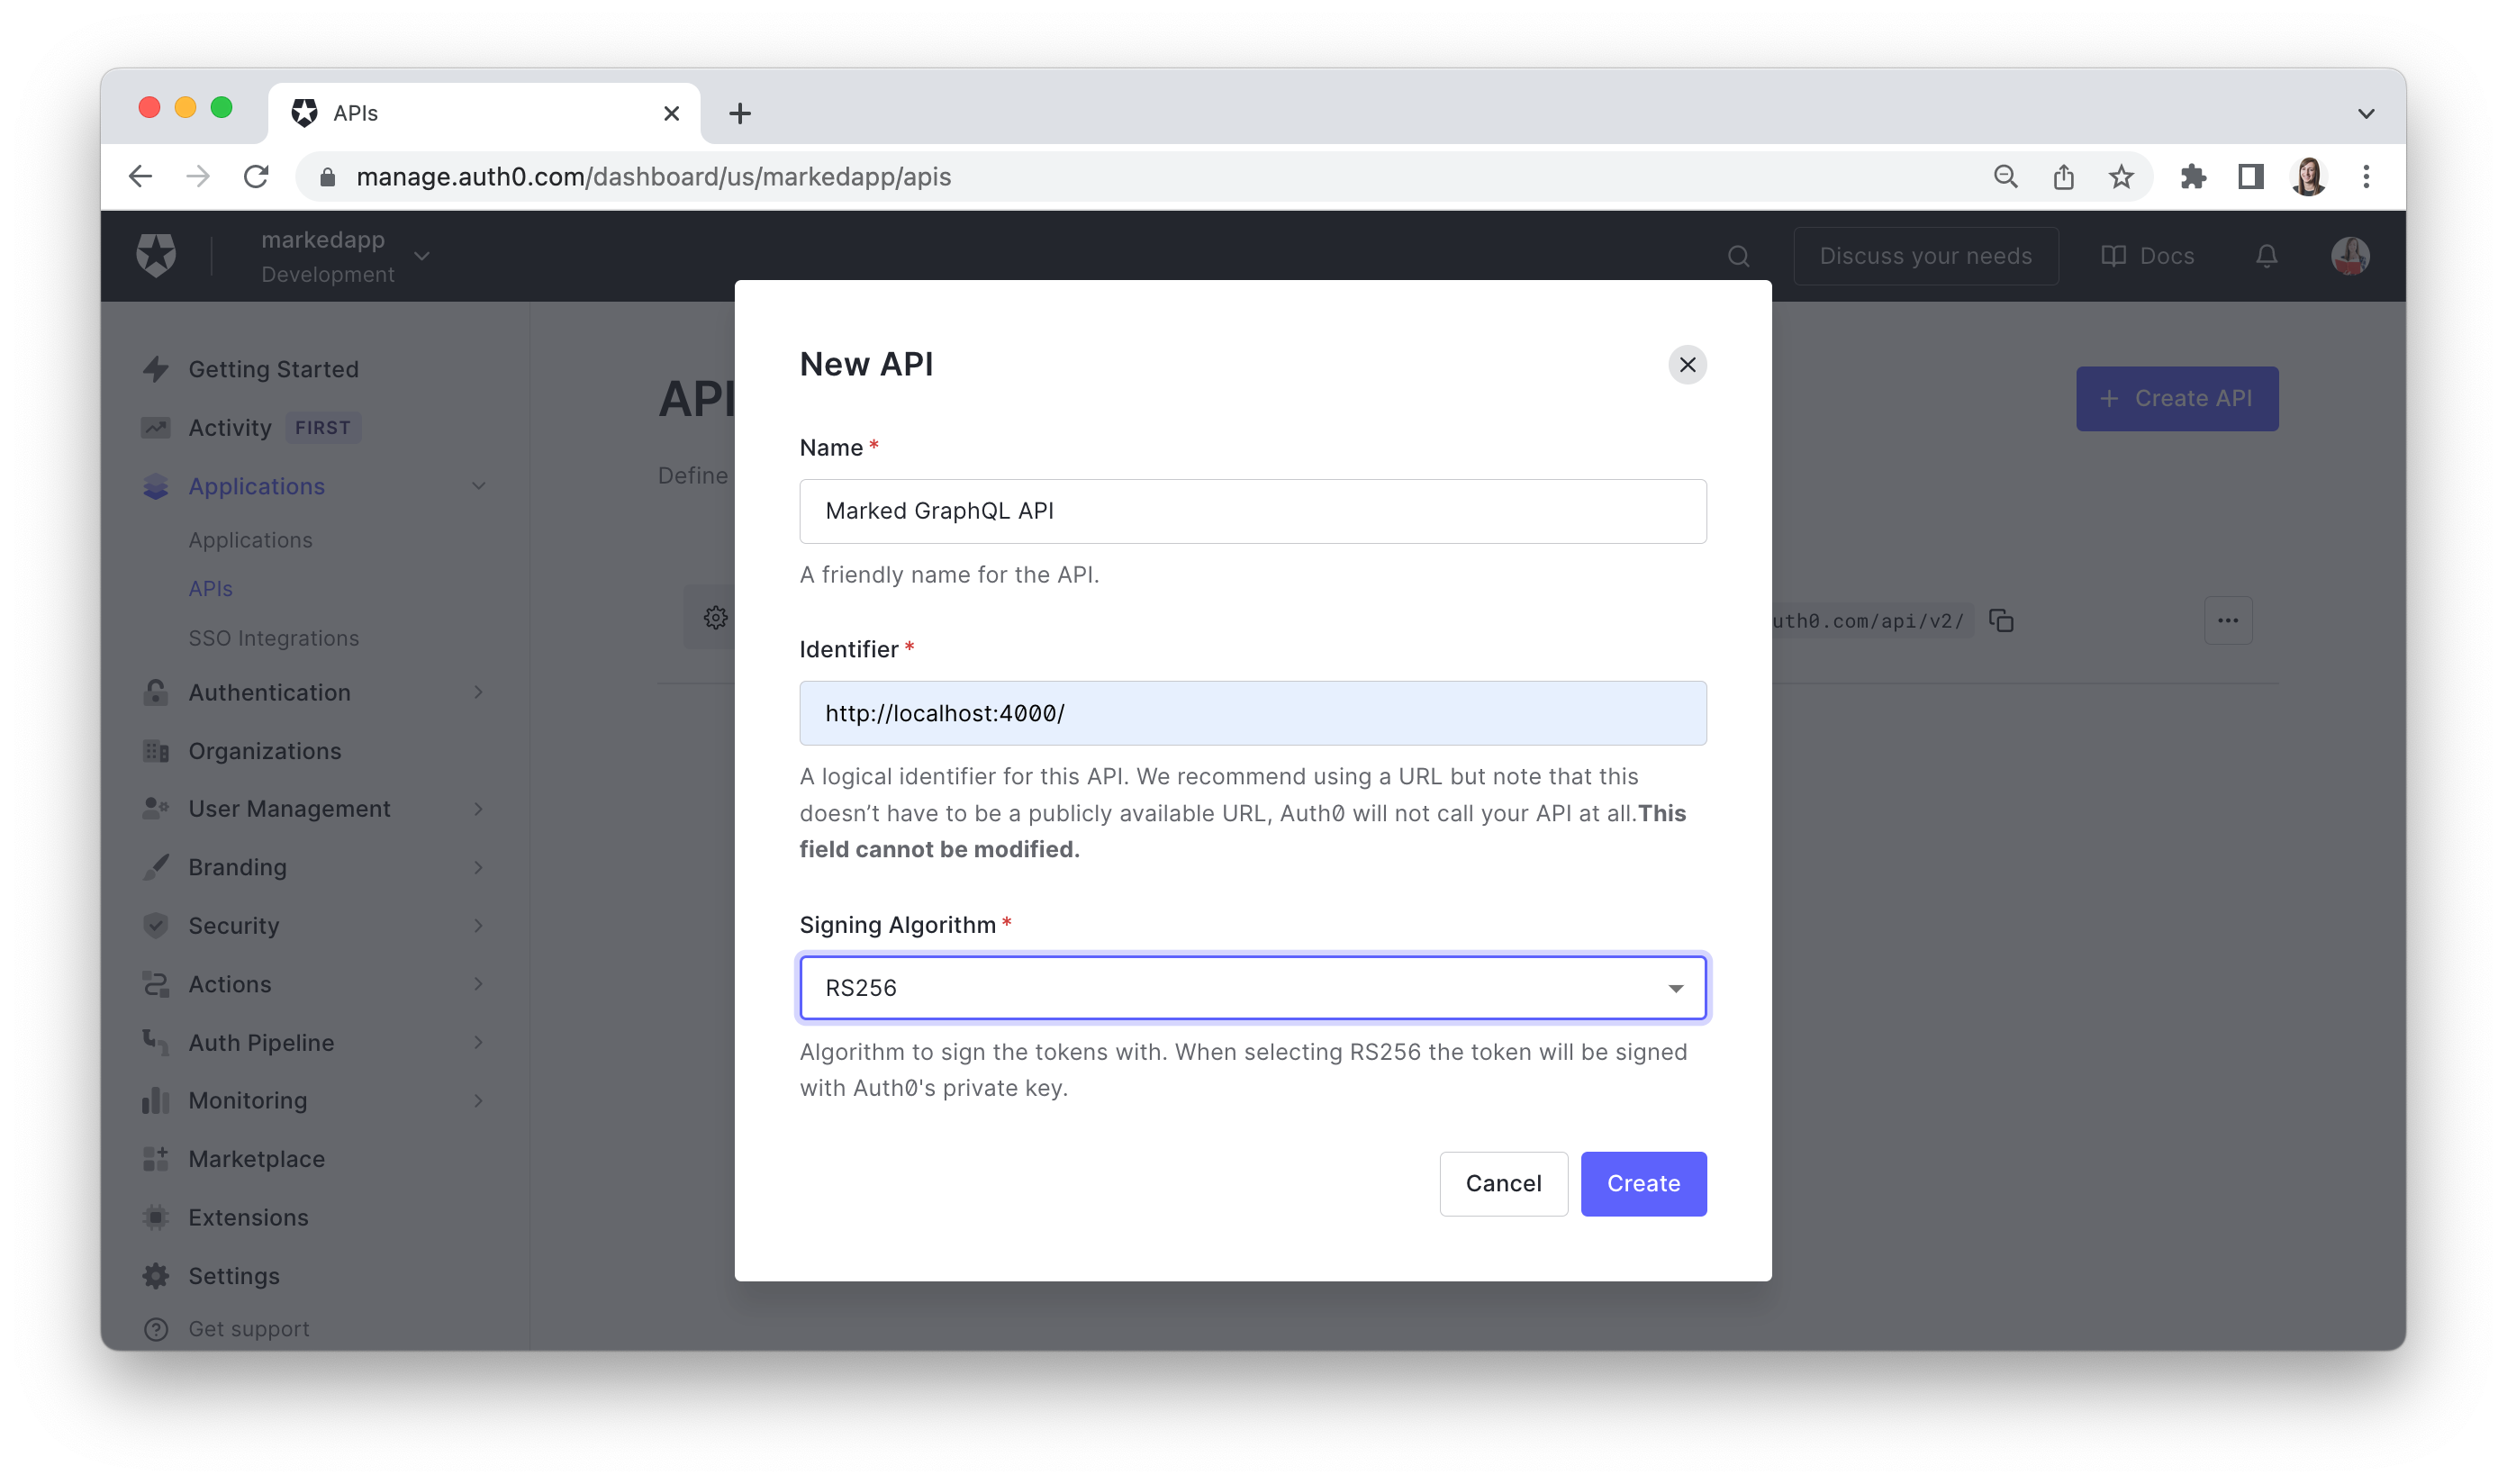 APIs
manage.auth0.com/dashboard/us/markedapp/apis
markedapp
Development
Discuss your needs
Docs
Getting Started
Activity FIRST
Applications
Applications
APIs
SSO Integrations
Authentication
Organizations
User Management
Branding
Security
Actions
Auth Pipeline
Monitoring
Marketplace
Extensions
Settings
Get support
API
Define
+ Create API
uth0.com/api/v2/
New API
Name *
Marked GraphQL API
A friendly name for the API.
Identifier *
http://localhost:4000/
A logical identifier for this API. We recommend using a URL but note that this
doesn’t have to be a publicly available URL, Auth0 will not call your API at all.This
field cannot be modified.
Signing Algorithm *
RS256
Algorithm to sign the tokens with. When selecting RS256 the token will be signed
with Auth0's private key.
Cancel
Create